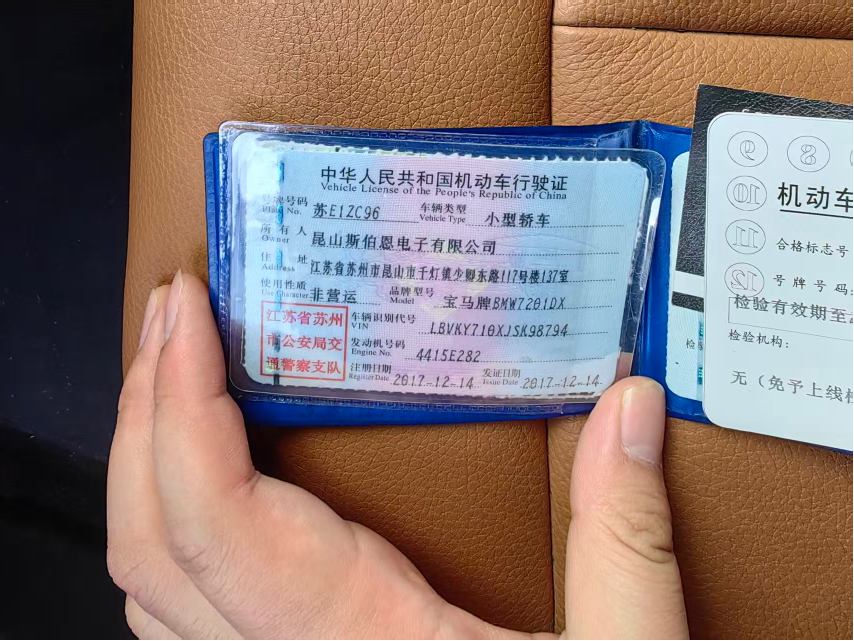 中华人民共和国机动车行驶证
Vehicle License of the People's Republic of China
号牌号码 苏E1ZC96 车辆类型 小型轿车
Plate No. Vehicle Type
所有人 昆山斯伯恩电子有限公司
Owner
住址 江苏省苏州市昆山市千灯镇少卿东路117号楼137室
Address
使用性质 非营运 品牌型号 宝马牌BMW7201DX
Use Character Model
江苏省苏州
市公安局交
通警察支队
车辆识别代号 LBVKY710XJSK98794
VIN
发动机号码 4415E282
Engine No.
注册日期 2017-12-14 发证日期 2017-12-14
Register Date Issue Date
9 8
10 机动车
11 合格标志号
12 号牌号码
检验有效期至2
检验机构:
无（免予上线检
检